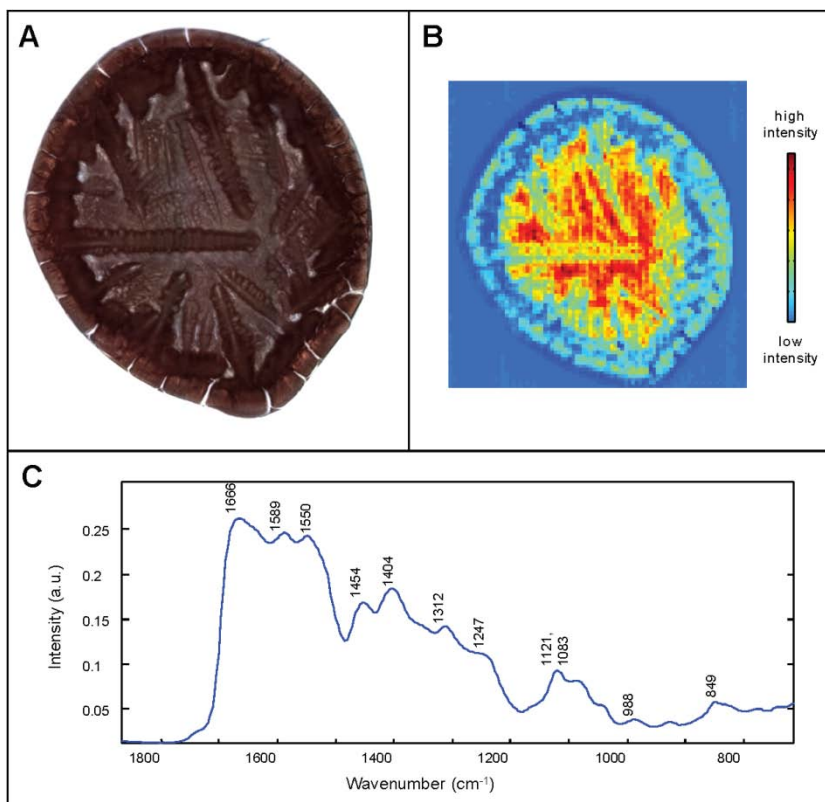 A
B
high
intensity
low
intensity
C
1666
1589
1550
1454
1404
1312
1247
1121,
1083
988
849
0.25
0.2
0.15
0.1
0.05
Intensity (a.u.)
1800
1600
1400
1200
1000
800
Wavenumber (cm⁻¹)